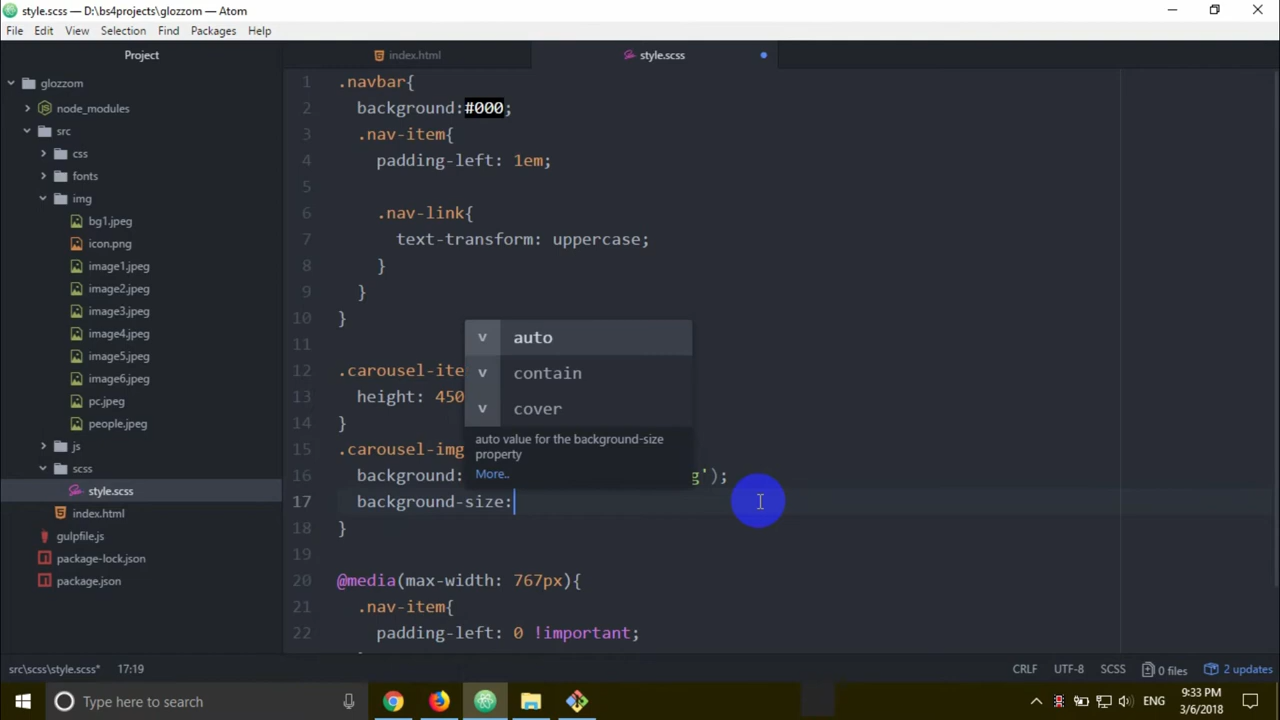 style.scss — D:\bs4projects\glozzom — Atom
File Edit View Selection Find Packages Help
Project
index.html
style.scss
glozzom
node_modules
src
css
fonts
img
bg1.jpeg
icon.png
image1.jpeg
image2.jpeg
image3.jpeg
image4.jpeg
image5.jpeg
image6.jpeg
pc.jpeg
people.jpeg
js
scss
style.scss
index.html
gulpfile.js
package-lock.json
package.json
1 .navbar{
2 background:#000;
3 .nav-item{
4 padding-left: 1em;
5
6 .nav-link{
7 text-transform: uppercase;
8 }
9 }
10 }
11
12 .carousel-ite
13 height: 450
14 }
15 .carousel-img
16 background: g');
17 background-size:
18 }
19
20 @media(max-width: 767px){
21 .nav-item{
22 padding-left: 0 !important;
v auto
v contain
v cover
auto value for the background-size
property
More..
src\scss\style.scss* 17:19
CRLF UTF-8 SCSS 0 files 2 updates
Type here to search
ENG
9:33 PM
3/6/2018